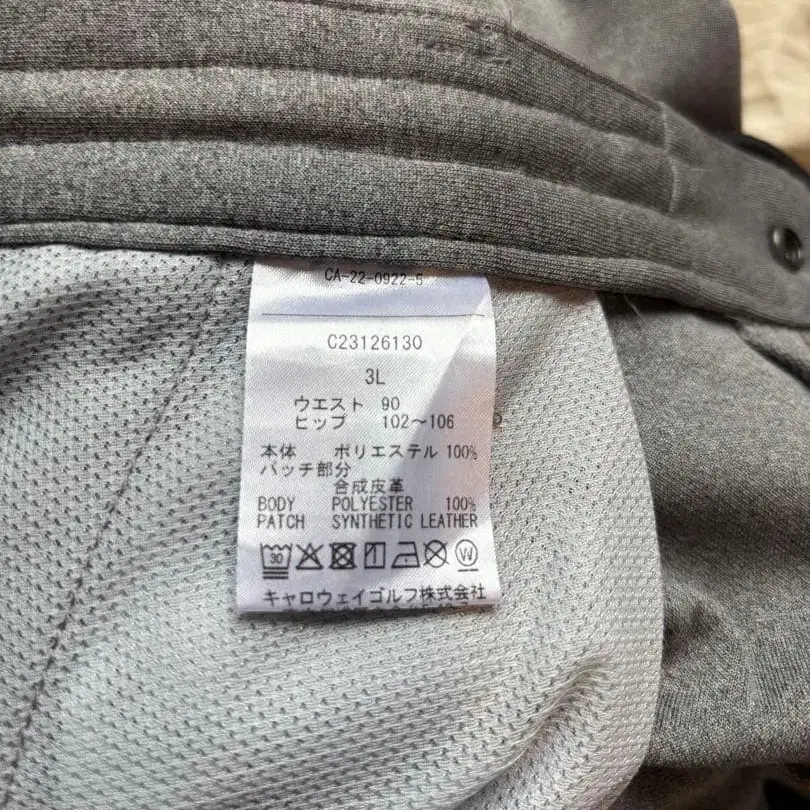 CA-22-0922-5
C23126130
3L
ウエスト 90
ヒップ 102～106
本体 ポリエステル 100%
パッチ部分
合成皮革
BODY POLYESTER 100%
PATCH SYNTHETIC LEATHER
30
W
キャロウェイゴルフ株式会社